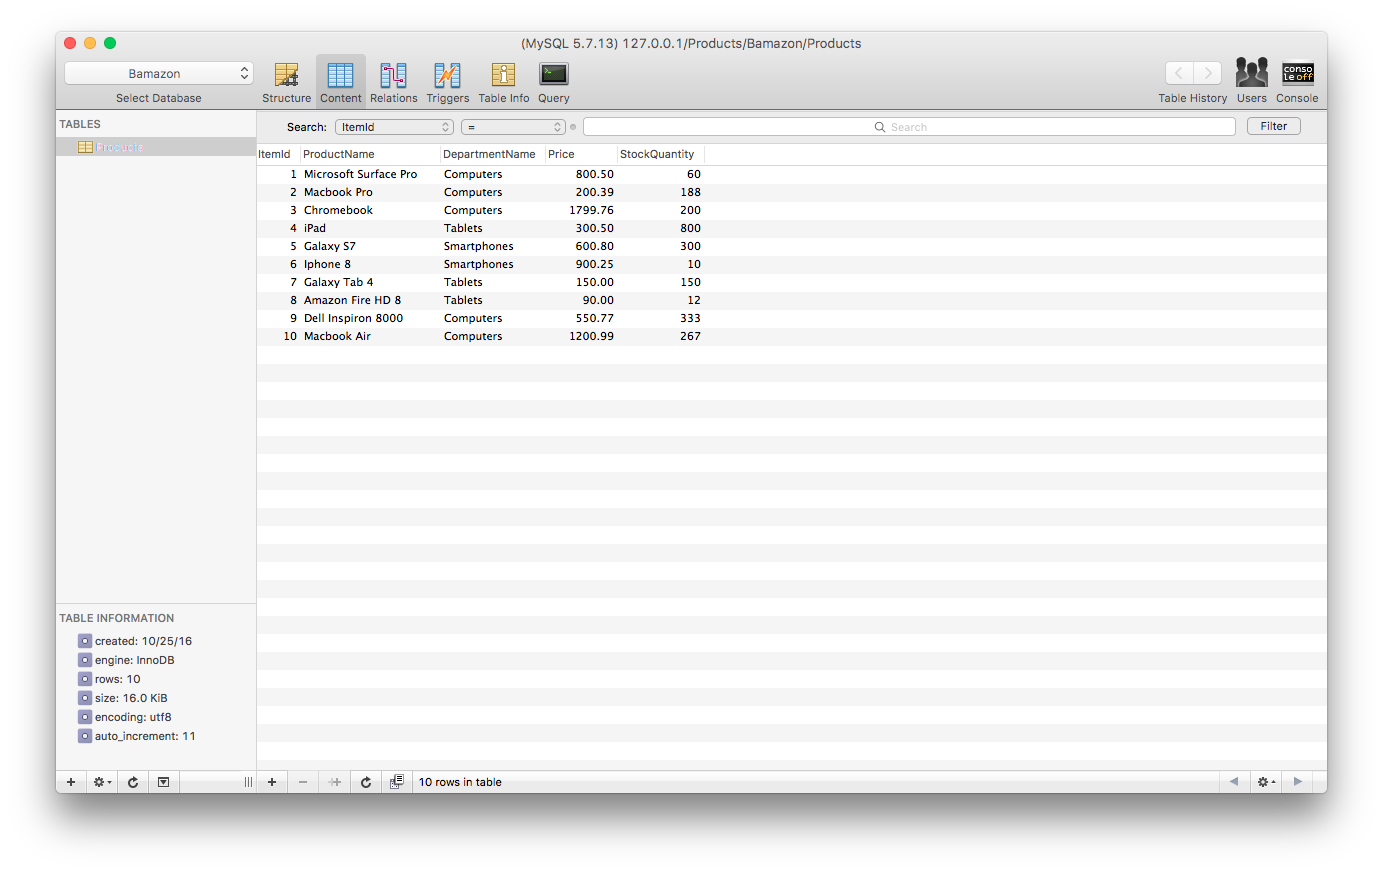 (MySQL 5.7.13) 127.0.0.1/Products/Bamazon/Products
Bamazon
Select Database
Structure Content Relations Triggers Table Info Query
conso
le off
Table History Users Console
TABLES
Products
Search: ItemId = Search Filter
ItemId ProductName DepartmentName Price StockQuantity
1 Microsoft Surface Pro Computers 800.50 60
2 Macbook Pro Computers 200.39 188
3 Chromebook Computers 1799.76 200
4 iPad Tablets 300.50 800
5 Galaxy S7 Smartphones 600.80 300
6 Iphone 8 Smartphones 900.25 10
7 Galaxy Tab 4 Tablets 150.00 150
8 Amazon Fire HD 8 Tablets 90.00 12
9 Dell Inspiron 8000 Computers 550.77 333
10 Macbook Air Computers 1200.99 267
TABLE INFORMATION
created: 10/25/16
engine: InnoDB
rows: 10
size: 16.0 KiB
encoding: utf8
auto_increment: 11
10 rows in table